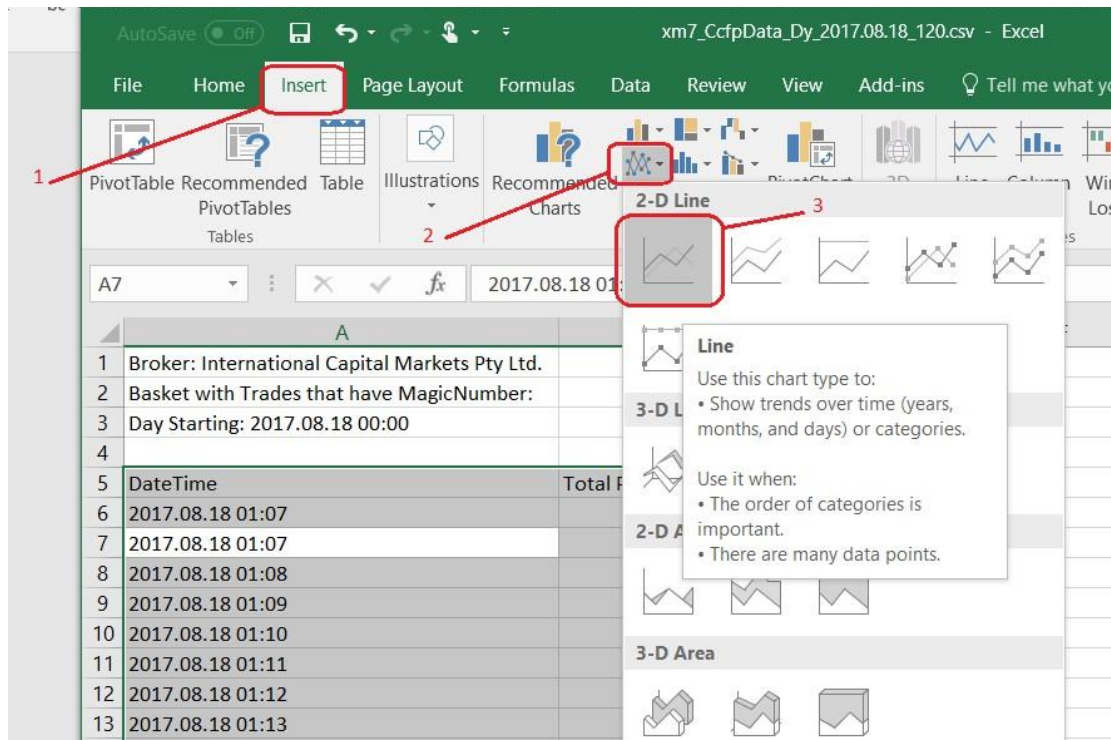 be
AutoSave Off xm7_CcfpData_Dy_2017.08.18_120.csv - Excel
File Home Insert Page Layout Formulas Data Review View Add-ins Tell me what
1
PivotTable Recommended PivotTables Table Illustrations Recommended Charts PivotChart 3D Line Column
Tables
2
3
A7 fx 2017.08.18 01:
2-D Line
A
Line
Use this chart type to:
• Show trends over time (years,
months, and days) or categories.
Use it when:
• The order of categories is
important.
• There are many data points.
3-D L
2-D A
3-D Area
1 Broker: International Capital Markets Pty Ltd.
2 Basket with Trades that have MagicNumber:
3 Day Starting: 2017.08.18 00:00
4
5 DateTime Total
6 2017.08.18 01:07
7 2017.08.18 01:07
8 2017.08.18 01:08
9 2017.08.18 01:09
10 2017.08.18 01:10
11 2017.08.18 01:11
12 2017.08.18 01:12
13 2017.08.18 01:13